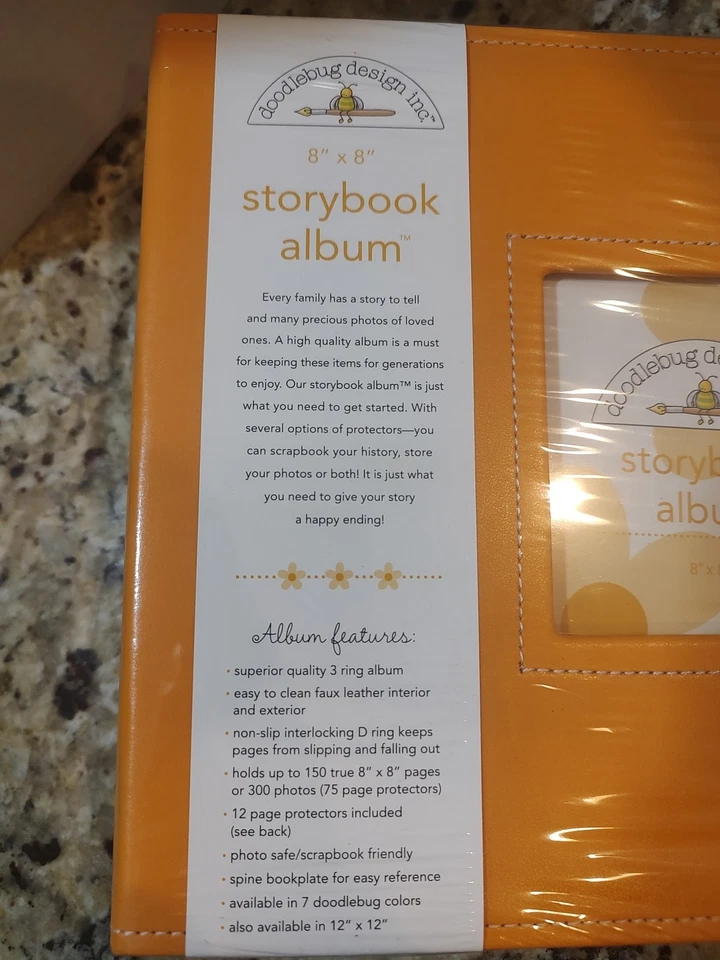 doodlebug design inc.™
8” x 8”
storybook
album™
Every family has a story to tell
and many precious photos of loved
ones. A high quality album is a must
for keeping these items for generations
to enjoy. Our storybook album™ is just
what you need to get started. With
several options of protectors—you
can scrapbook your history, store
your photos or both! It is just what
you need to give your story
a happy ending!
Album features:
• superior quality 3 ring album
• easy to clean faux leather interior
and exterior
• non-slip interlocking D ring keeps
pages from slipping and falling out
• holds up to 150 true 8” x 8” pages
or 300 photos (75 page protectors)
• 12 page protectors included
(see back)
• photo safe/scrapbook friendly
• spine bookplate for easy reference
• available in 7 doodlebug colors
• also available in 12” x 12”
doodlebug de
storyb
albu
8” x 8